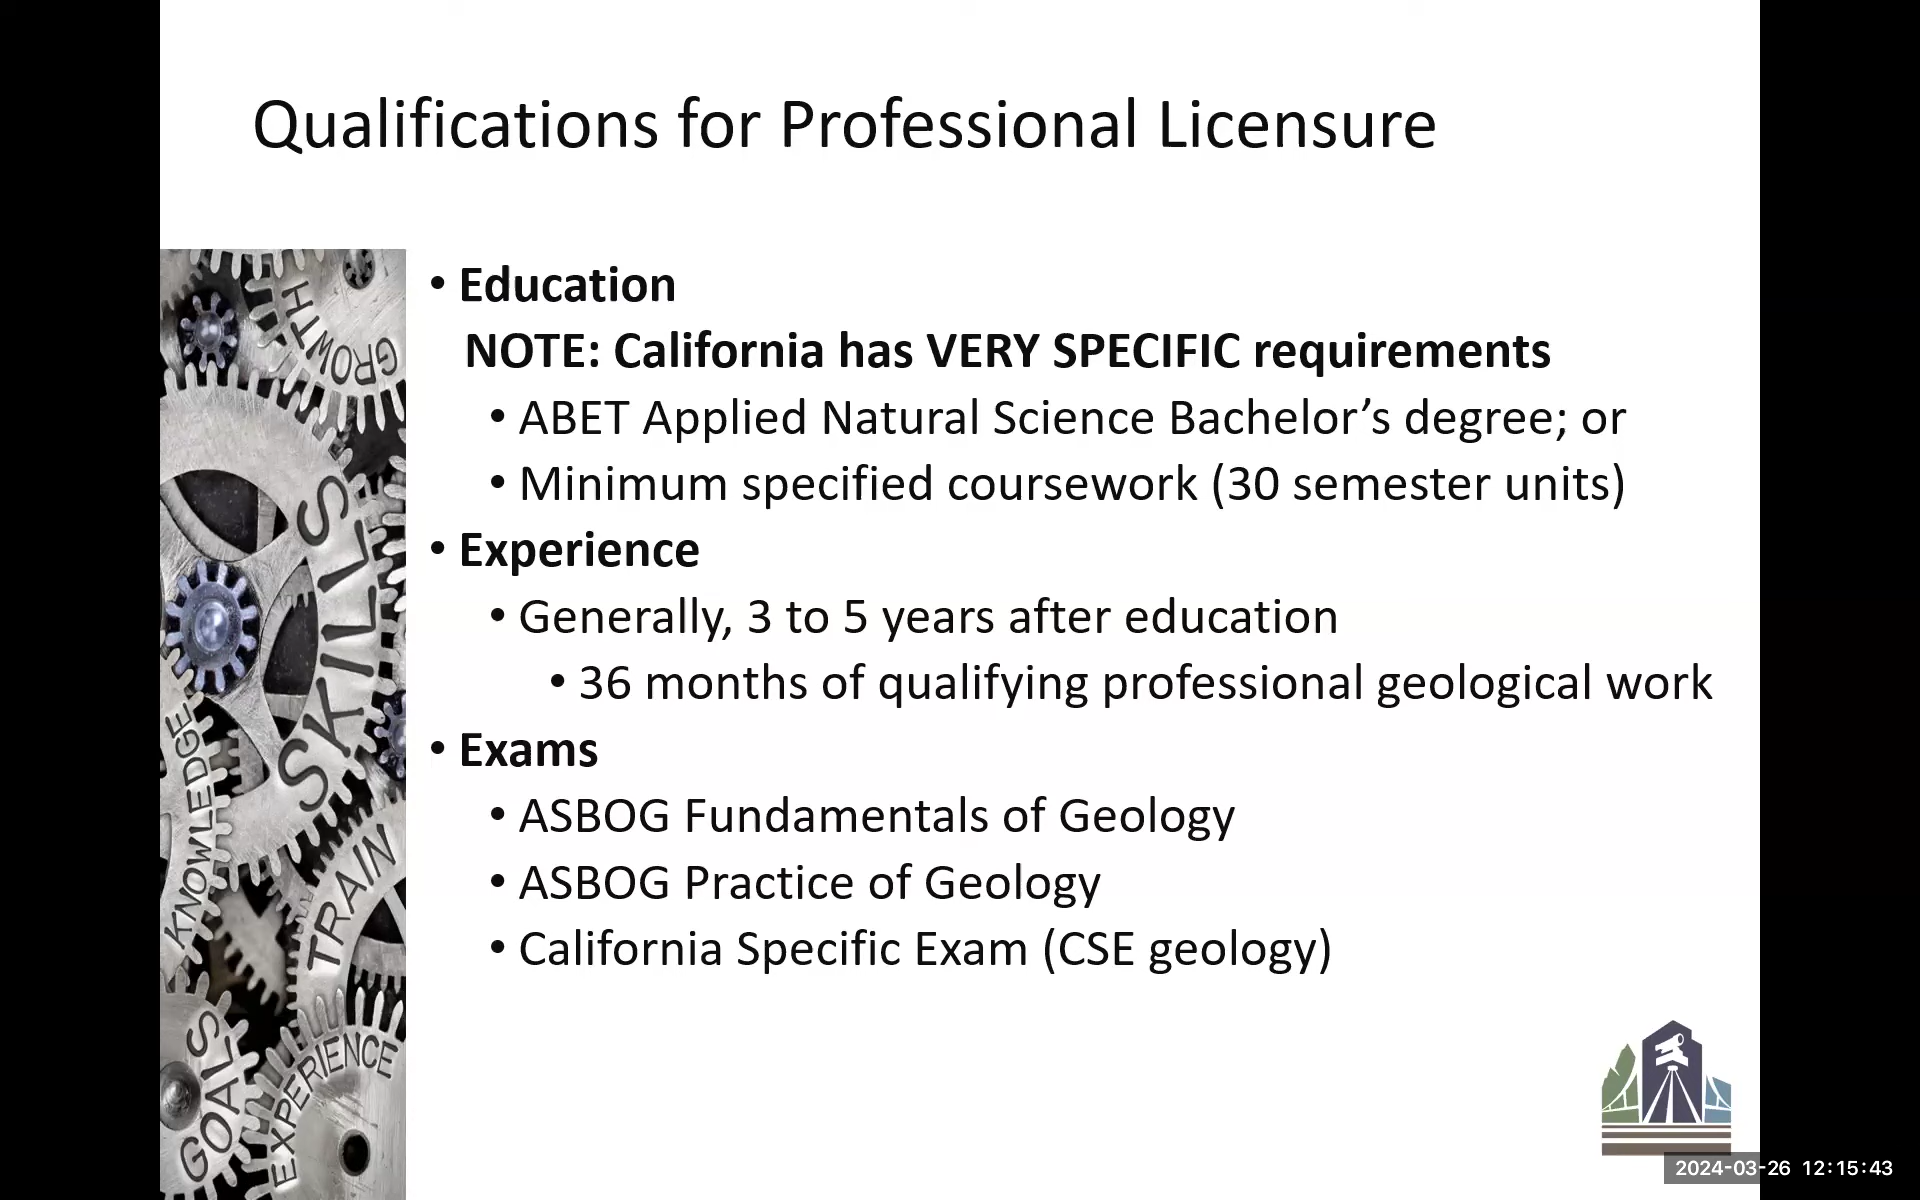 Qualifications for Professional Licensure
• Education
NOTE: California has VERY SPECIFIC requirements
• ABET Applied Natural Science Bachelor’s degree; or
• Minimum specified coursework (30 semester units)
• Experience
• Generally, 3 to 5 years after education
• 36 months of qualifying professional geological work
• Exams
• ASBOG Fundamentals of Geology
• ASBOG Practice of Geology
• California Specific Exam (CSE geology)
GROWTH
SKILLS
KNOWLEDGE
TRAIN
GOALS
EXPERIENCE
2024-03-26 12:15:43